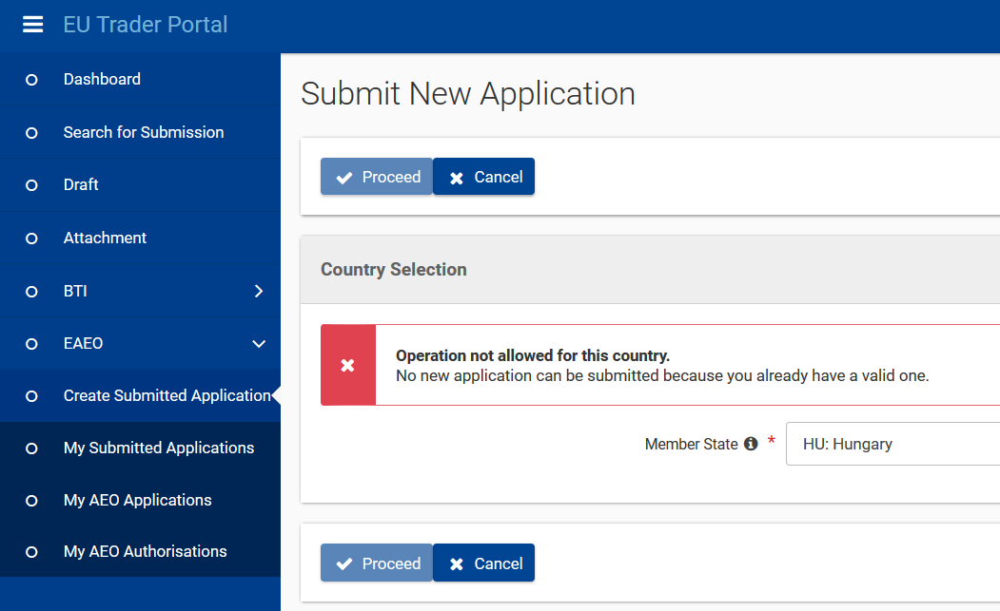 EU Trader Portal
Dashboard
Search for Submission
Draft
Attachment
BTI
EAEO
Create Submitted Application
My Submitted Applications
My AEO Applications
My AEO Authorisations
Submit New Application
Proceed Cancel
Country Selection
Operation not allowed for this country.
No new application can be submitted because you already have a valid one.
Member State * HU: Hungary
Proceed Cancel